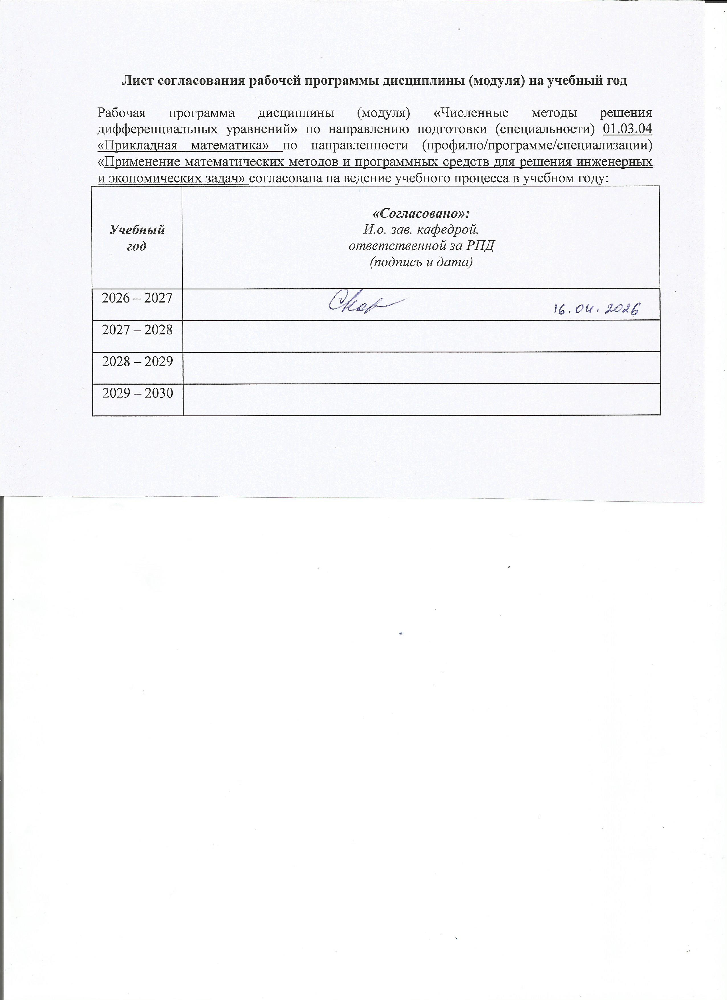 Лист согласования рабочей программы дисциплины (модуля) на учебный год
Рабочая программа дисциплины (модуля) «Численные методы решения
дифференциальных уравнений» по направлению подготовки (специальности) 01.03.04
«Прикладная математика» по направленности (профилю/программе/специализации)
«Применение математических методов и программных средств для решения инженерных
и экономических задач» согласована на ведение учебного процесса в учебном году:
Учебный
год
«Согласовано»:
И.о. зав. кафедрой,
ответственной за РПД
(подпись и дата)
2026 – 2027
16.04.2026
2027 – 2028
2028 – 2029
2029 – 2030